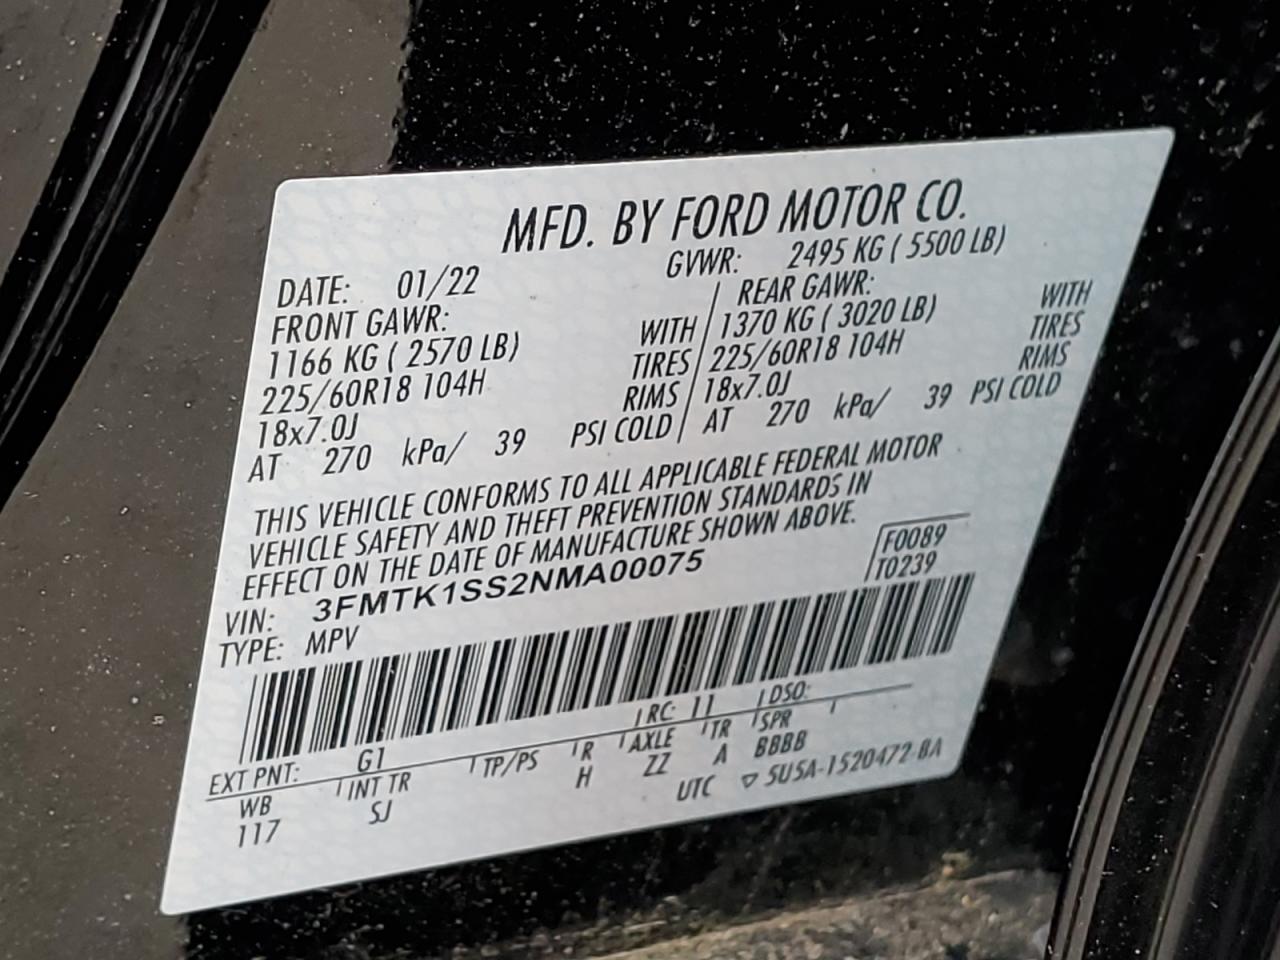 MFD. BY FORD MOTOR CO.
DATE: 01/22 GVWR: 2495 KG ( 5500 LB)
FRONT GAWR: REAR GAWR:
1166 KG ( 2570 LB) WITH 1370 KG ( 3020 LB) WITH
225/60R18 104H TIRES 225/60R18 104H TIRES
18x7.0J RIMS 18x7.0J RIMS
AT 270 kPa/ 39 PSI COLD AT 270 kPa/ 39 PSI COLD
THIS VEHICLE CONFORMS TO ALL APPLICABLE FEDERAL MOTOR
VEHICLE SAFETY AND THEFT PREVENTION STANDARDS IN
EFFECT ON THE DATE OF MANUFACTURE SHOWN ABOVE.
F0089
VIN: 3FMTK1SS2NMA00075 T0239
TYPE: MPV
EXT PNT: G1 RC: 11 DSO:
WB INT TR TP/PS R AXLE TR SPR
117 SJ H ZZ A BBBB
UTC ▽ 5U5A-1520472-BA